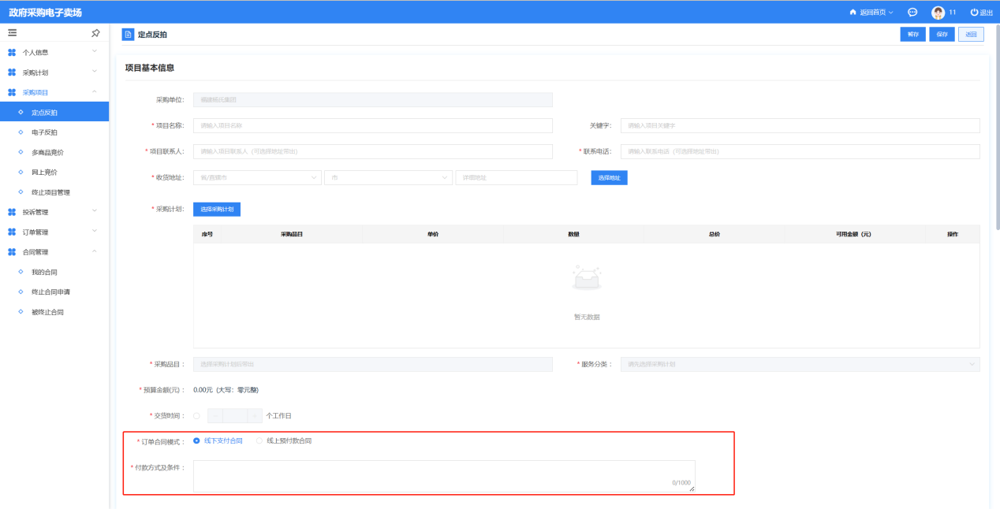 政府采购电子卖场
返回首页
11
退出
个人信息
采购计划
采购项目
定点反拍
电子反拍
多商品竞价
网上竞价
终止项目管理
投诉管理
订单管理
合同管理
我的合同
终止合同申请
被终止合同
定点反拍
暂存 保存 返回
项目基本信息
采购单位:
* 项目名称: 请输入项目名称 关键字: 请输入项目关键字
* 项目联系人: 请输入项目联系人（可选择地址带出） * 联系电话: 请输入联系电话（可选择地址带出）
* 收货地址: 省/直辖市 市 详细地址 选择地址
* 采购计划: 选择采购计划
序号 采购品目 单价 数量 总价 可用金额（元） 操作
暂无数据
* 采购品目： 选择采购计划后带出 * 服务分类： 请先选择采购计划
* 预算金额(元)： 0.00元 (大写：零元整)
* 交货时间： 个工作日
* 订单合同模式： 线下支付合同 线上预付款合同
* 付款方式及条件：
0/1000